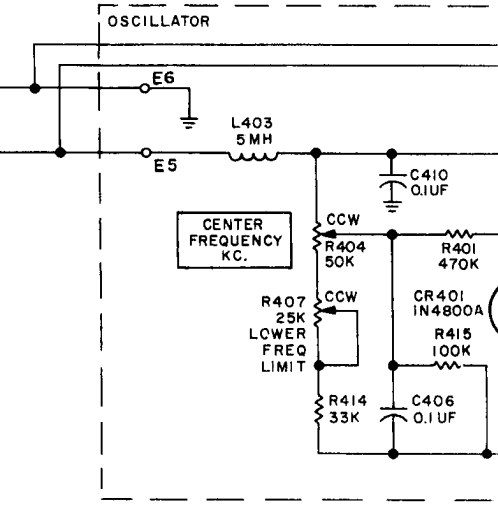 OSCILLATOR
E6
L403
5MH
E5
C410
0.1UF
CENTER
FREQUENCY
KC.
CCW
R404
50K
R401
470K
R407
25K
LOWER
FREQ
LIMIT
CCW
CR401
IN4800A
R415
100K
R414
33K
C406
0.1UF